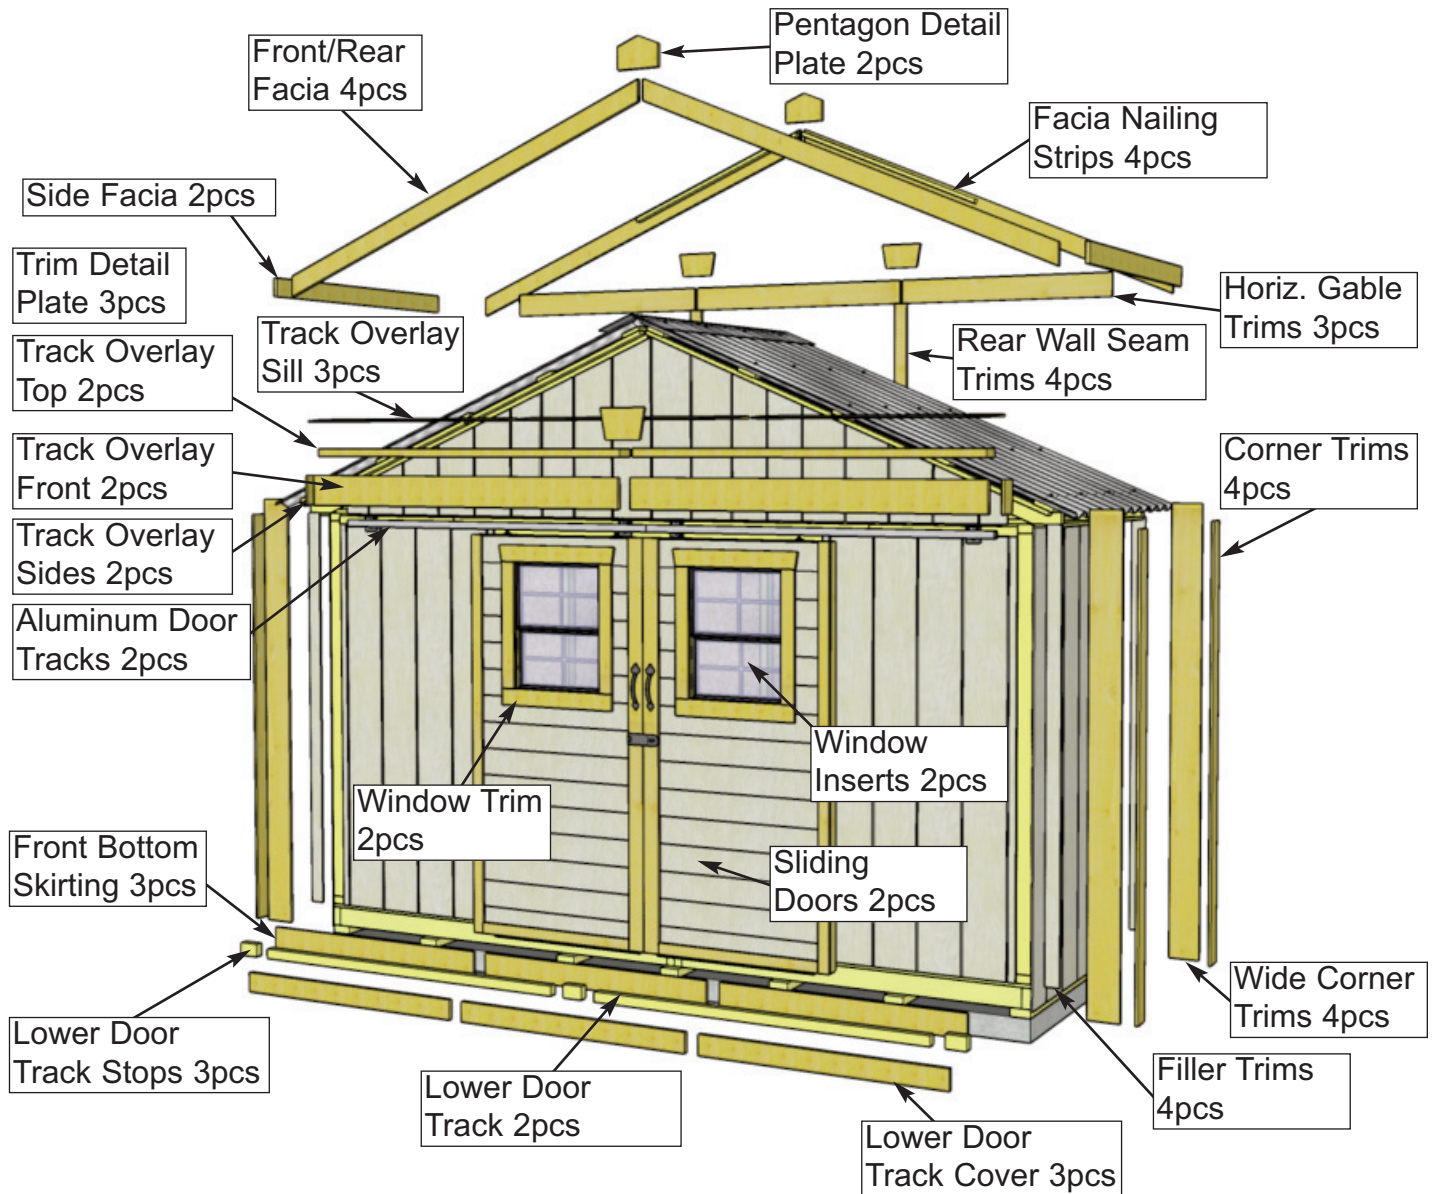 Pentagon Detail
Plate 2pcs
Front/Rear
Facia 4pcs
Facia Nailing
Strips 4pcs
Side Facia 2pcs
Trim Detail
Plate 3pcs
Horiz. Gable
Trims 3pcs
Track Overlay
Sill 3pcs
Rear Wall Seam
Trims 4pcs
Track Overlay
Top 2pcs
Track Overlay
Front 2pcs
Corner Trims
4pcs
Track Overlay
Sides 2pcs
Aluminum Door
Tracks 2pcs
Window
Inserts 2pcs
Window Trim
2pcs
Front Bottom
Skirting 3pcs
Sliding
Doors 2pcs
Wide Corner
Trims 4pcs
Lower Door
Track Stops 3pcs
Filler Trims
4pcs
Lower Door
Track 2pcs
Lower Door
Track Cover 3pcs